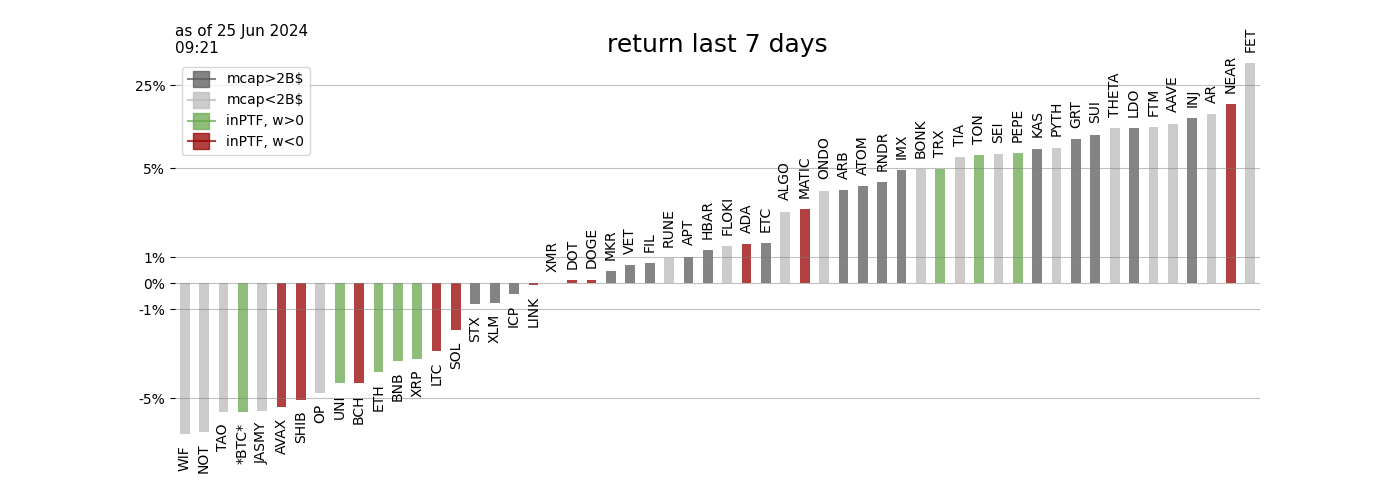 as of 25 Jun 2024
09:21
return last 7 days
mcap>2B$
mcap<2B$
inPTF, w>0
inPTF, w<0
25%
5%
1%
0%
-1%
-5%
WIF
NOT
TAO
*BTC*
JASMY
AVAX
SHIB
OP
UNI
BCH
ETH
BNB
XRP
LTC
SOL
STX
XLM
ICP
LINK
XMR
DOT
DOGE
MKR
VET
FIL
RUNE
APT
HBAR
FLOKI
ADA
ETC
ALGO
MATIC
ONDO
ARB
ATOM
RNDR
IMX
BONK
TRX
TIA
TON
SEI
PEPE
KAS
PYTH
GRT
SUI
THETA
LDO
FTM
AAVE
INJ
AR
NEAR
FET